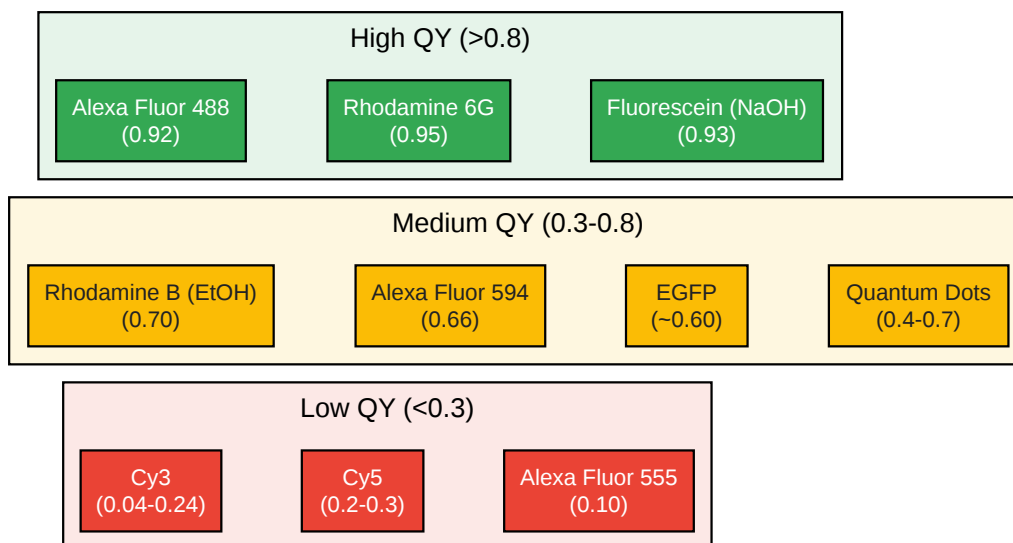 High QY (>0.8)
Alexa Fluor 488
(0.92)
Rhodamine 6G
(0.95)
Fluorescein (NaOH)
(0.93)
Medium QY (0.3-0.8)
Rhodamine B (EtOH)
(0.70)
Alexa Fluor 594
(0.66)
EGFP
(~0.60)
Quantum Dots
(0.4-0.7)
Low QY (<0.3)
Cy3
(0.04-0.24)
Cy5
(0.2-0.3)
Alexa Fluor 555
(0.10)